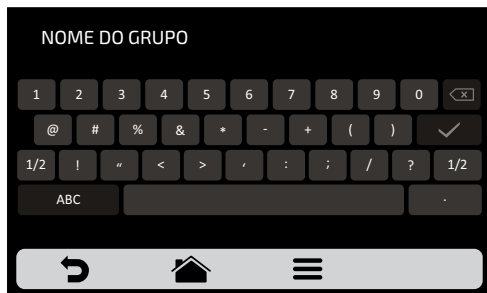 NOME DO GRUPO
1 2 3 4 5 6 7 8 9 0
@ # % & * - + ( )
1/2 ! “ < > ‘ : ; / ? 1/2
ABC .